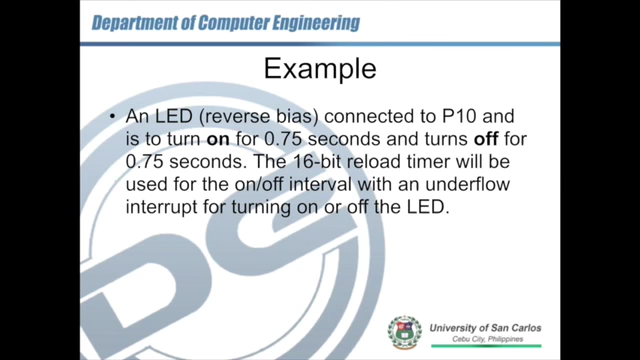 Department of Computer Engineering
Example
• An LED (reverse bias) connected to P10 and
is to turn on for 0.75 seconds and turns off for
0.75 seconds. The 16-bit reload timer will be
used for the on/off interval with an underflow
interrupt for turning on or off the LED.
University of San Carlos
Cebu City, Philippines